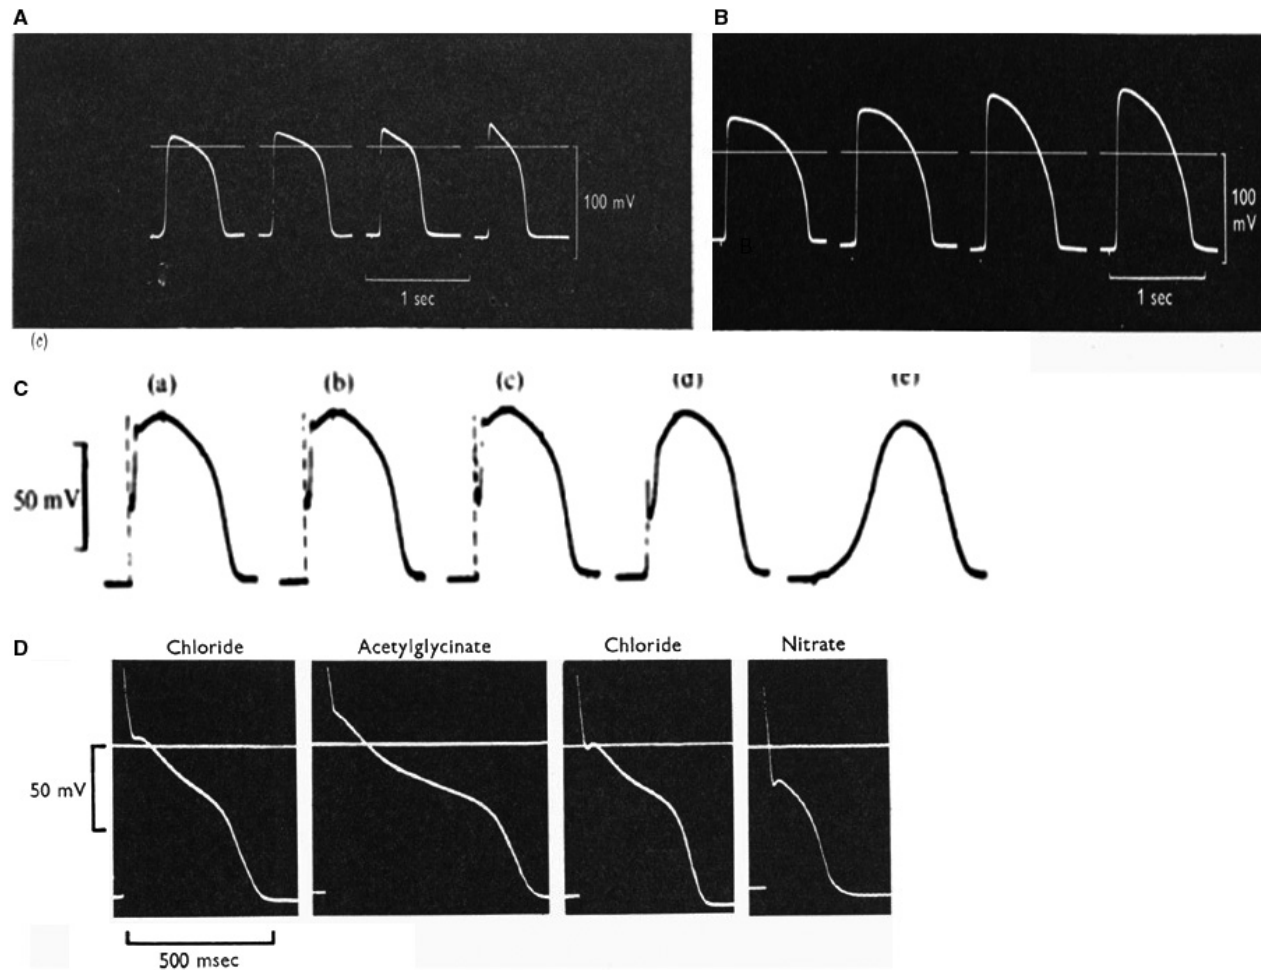 A
B
100 mV
1 sec
100
mV
B
1 sec
(c)
C
(a)
(b)
(c)
(d)
(e)
50 mV
D
Chloride
Acetylglycinate
Chloride
Nitrate
50 mV
500 msec